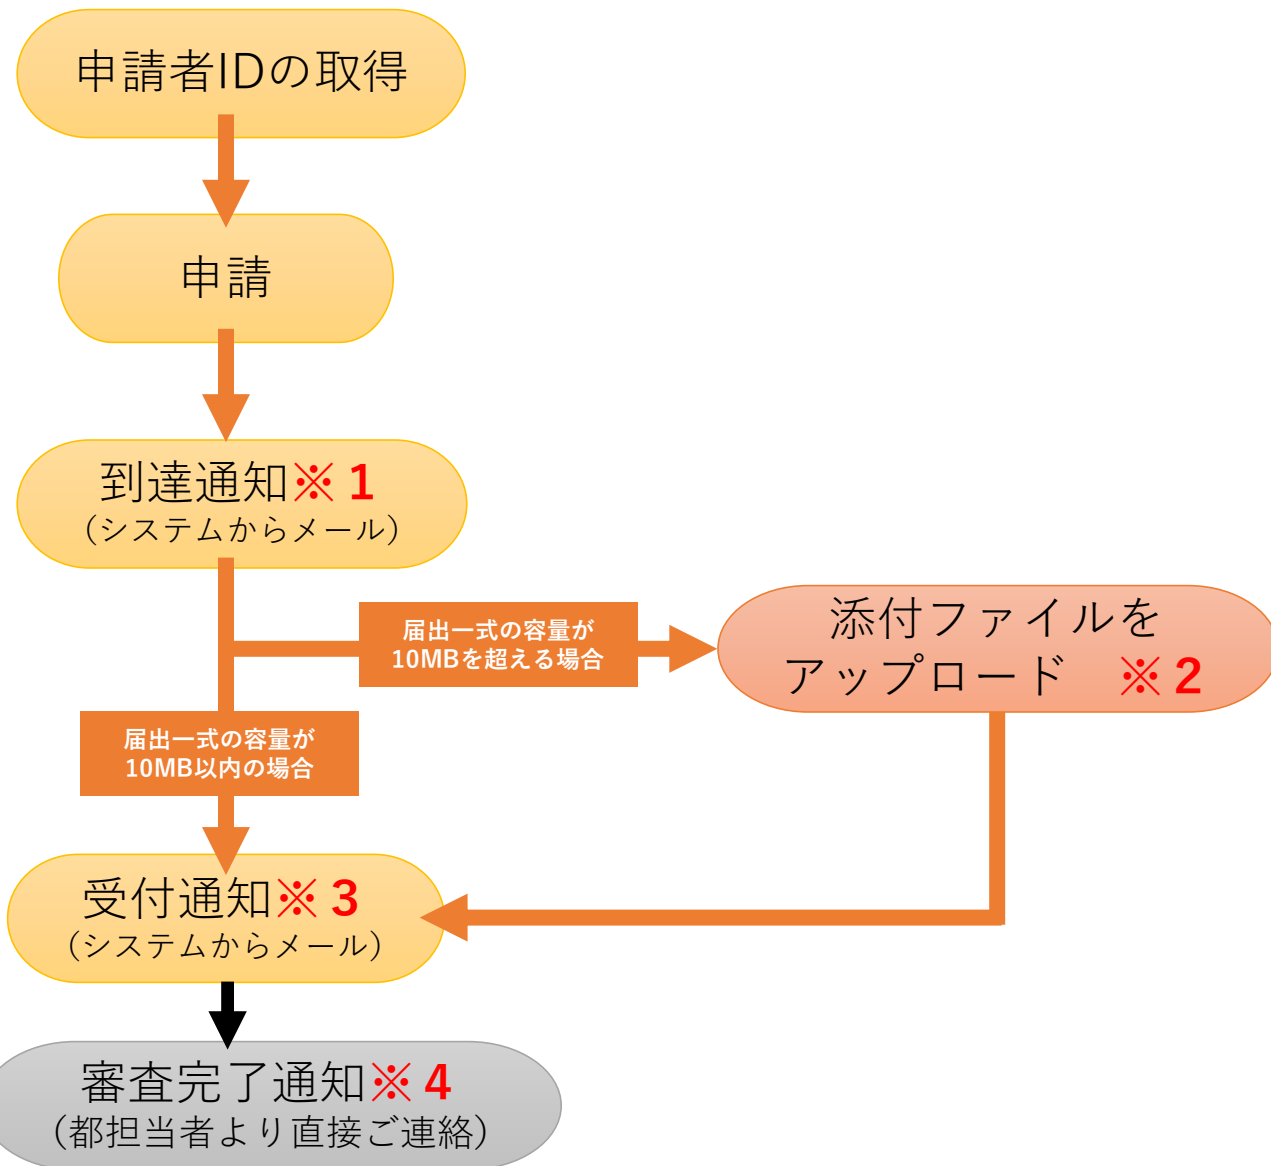 申請者IDの取得
申請
到達通知※１
（システムからメール）
届出一式の容量が
10MBを超える場合
添付ファイルを
アップロード　※２
届出一式の容量が
10MB以内の場合
受付通知※３
（システムからメール）
審査完了通知※４
（都担当者より直接ご連絡）